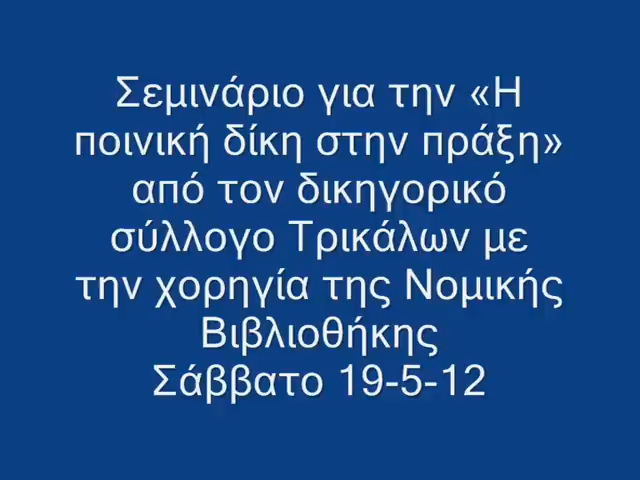 Σεμινάριο για την «Η
ποινική δίκη στην πράξη»
από τον δικηγορικό
σύλλογο Τρικάλων με
την χορηγία της Νομικής
Βιβλιοθήκης
Σάββατο 19-5-12